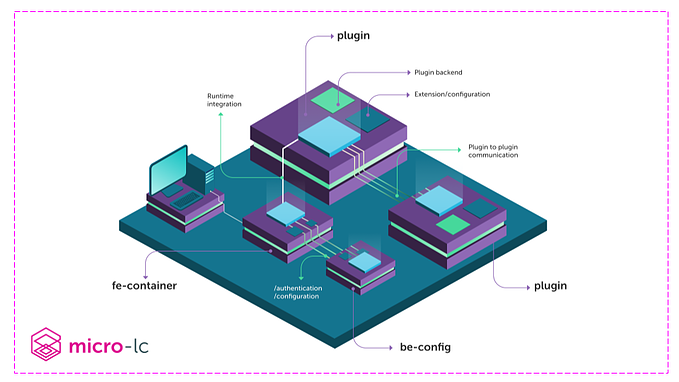 plugin
Plugin backend
Extension/configuration
Runtime
integration
Plugin to plugin
communication
fe-container
/authentication
/configuration
plugin
be-config
micro-lc